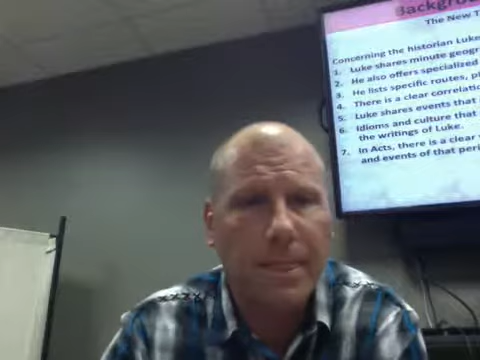 Backgro
The New T
Concerning the historian Luke
1. Luke shares minute geogr
2. He also offers specialized
3. He lists specific routes, pl
4. There is a clear correlatio
5. Luke shares events that
6. Idioms and culture that
the writings of Luke.
7. In Acts, there is a clear
and events of that peri